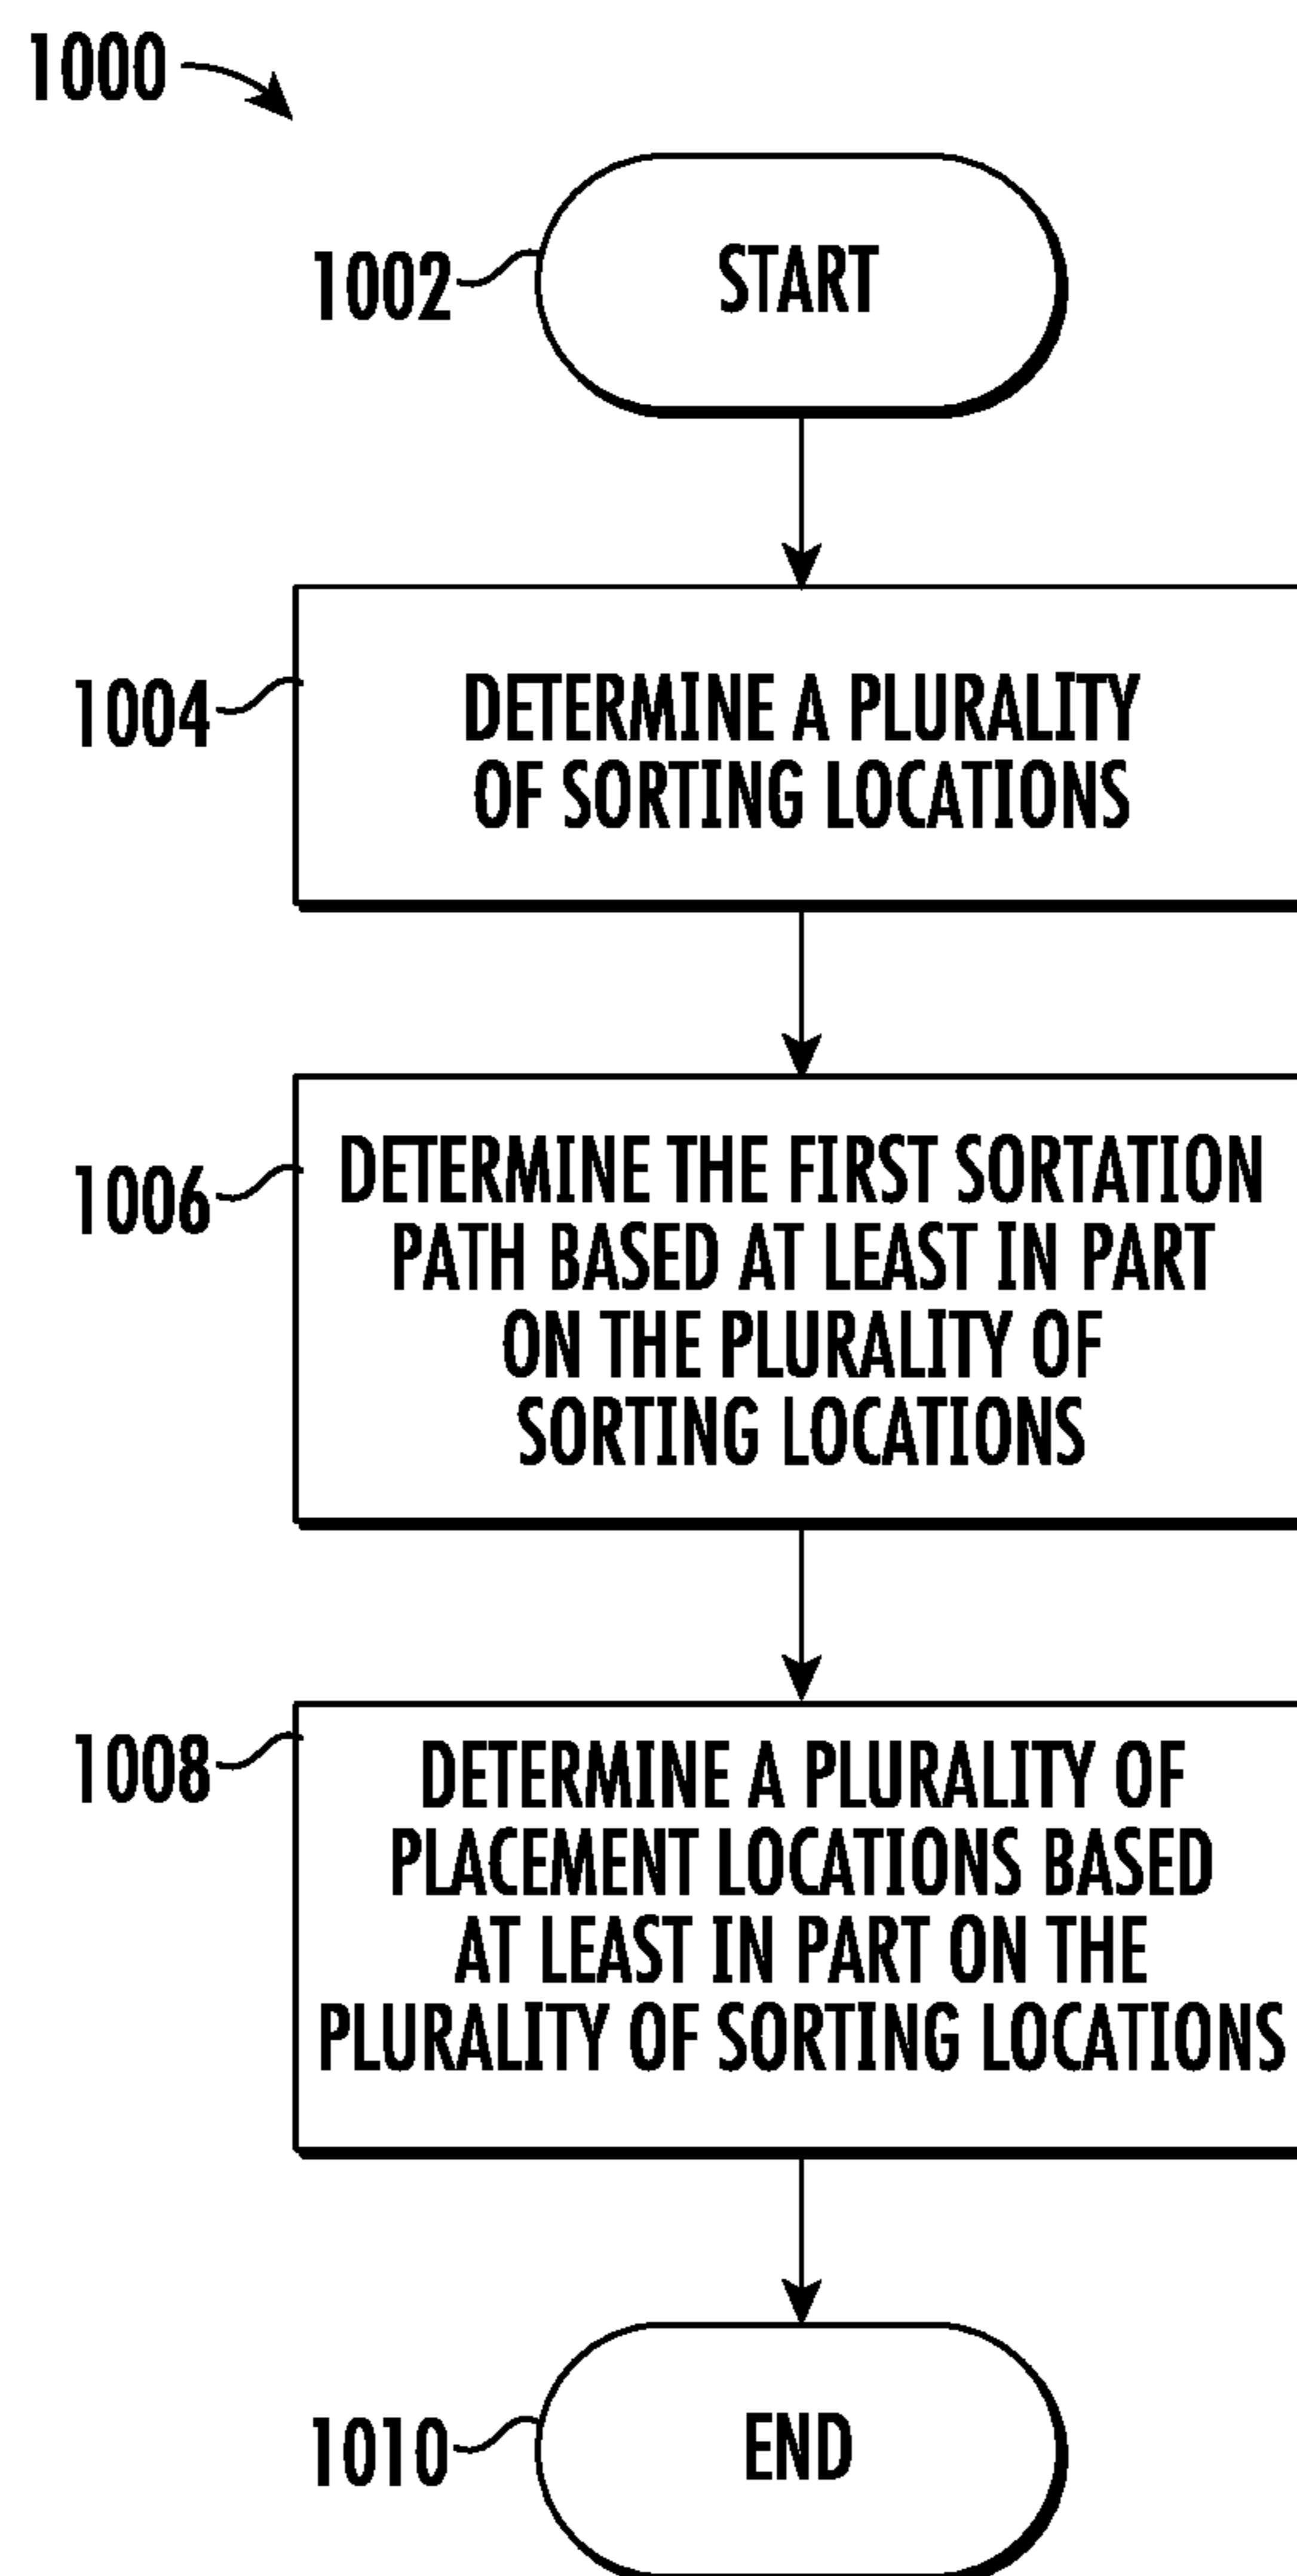 1000
1002
START
1004
DETERMINE A PLURALITY
OF SORTING LOCATIONS
1006
DETERMINE THE FIRST SORTATION
PATH BASED AT LEAST IN PART
ON THE PLURALITY OF
SORTING LOCATIONS
1008
DETERMINE A PLURALITY OF
PLACEMENT LOCATIONS BASED
AT LEAST IN PART ON THE
PLURALITY OF SORTING LOCATIONS
1010
END